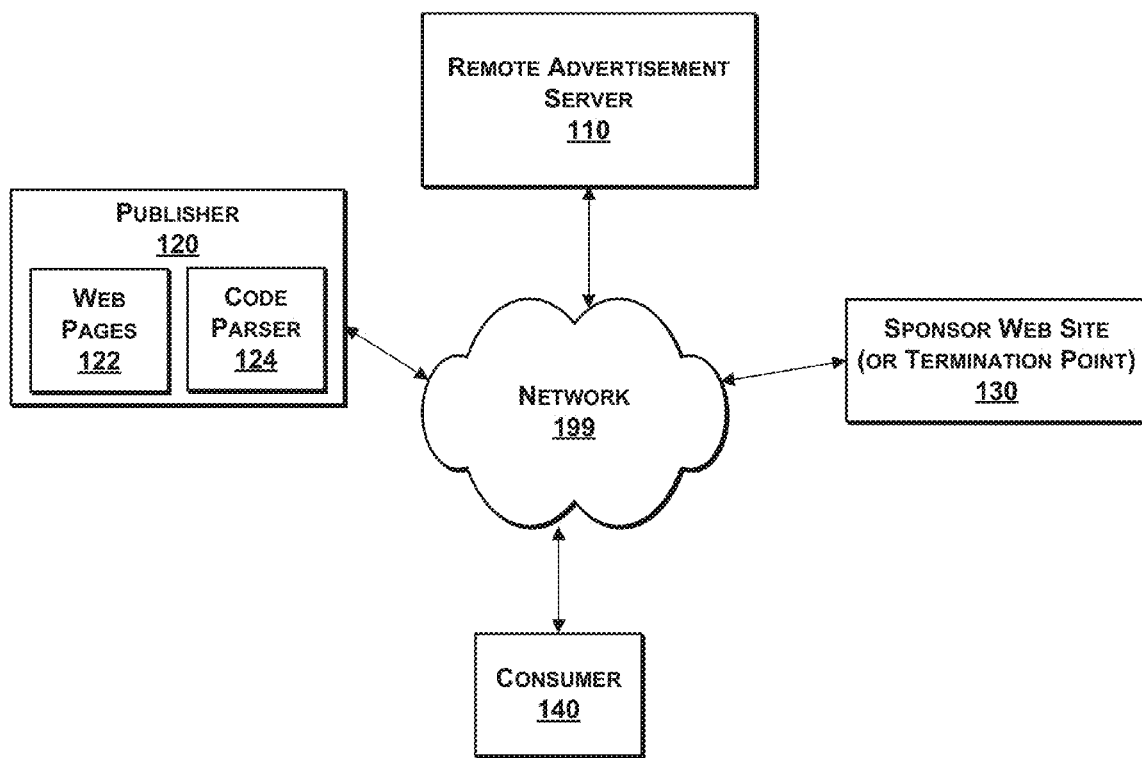 REMOTE ADVERTISEMENT
SERVER
110
PUBLISHER
120
WEB
PAGES
122
CODE
PARSER
124
NETWORK
199
SPONSOR WEB SITE
(OR TERMINATION POINT)
130
CONSUMER
140